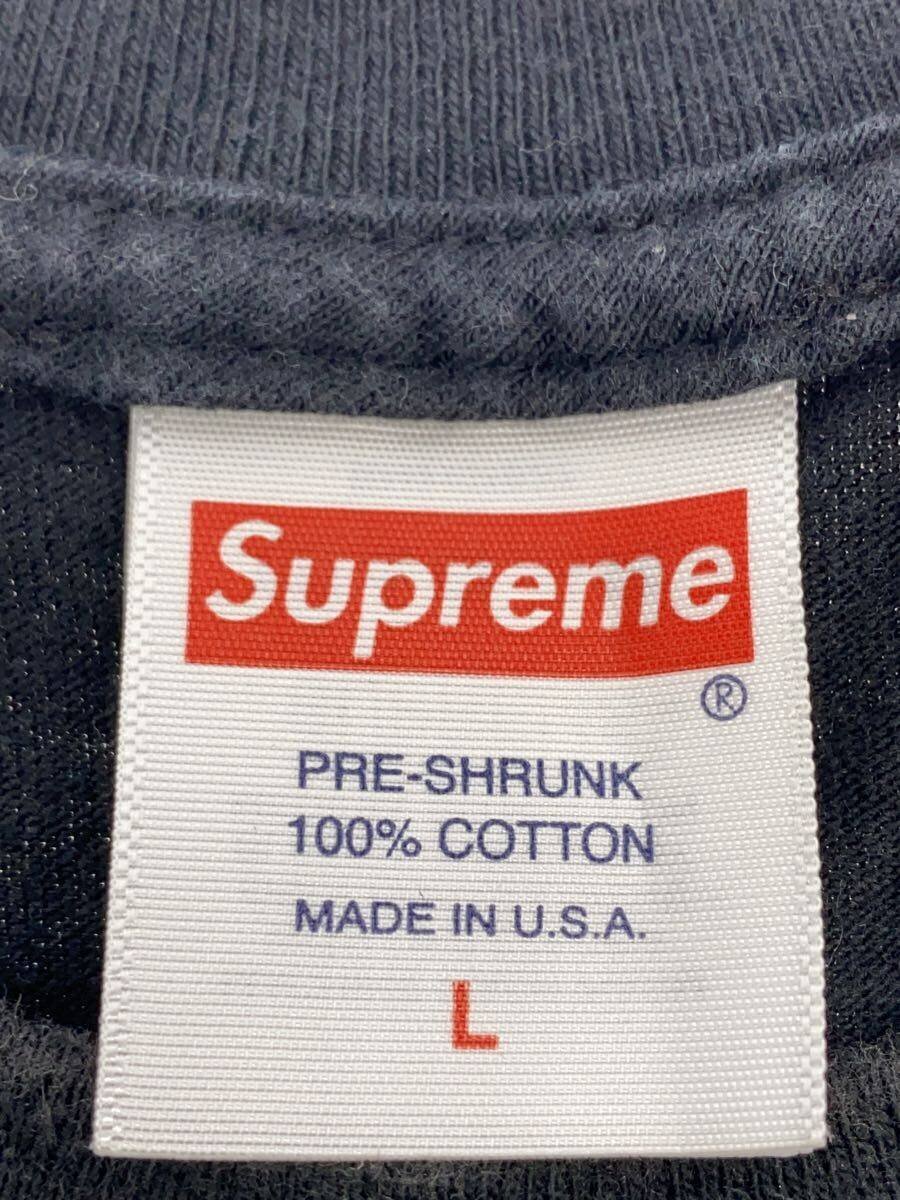 Supreme
®
PRE-SHRUNK
100% COTTON
MADE IN U.S.A.
L